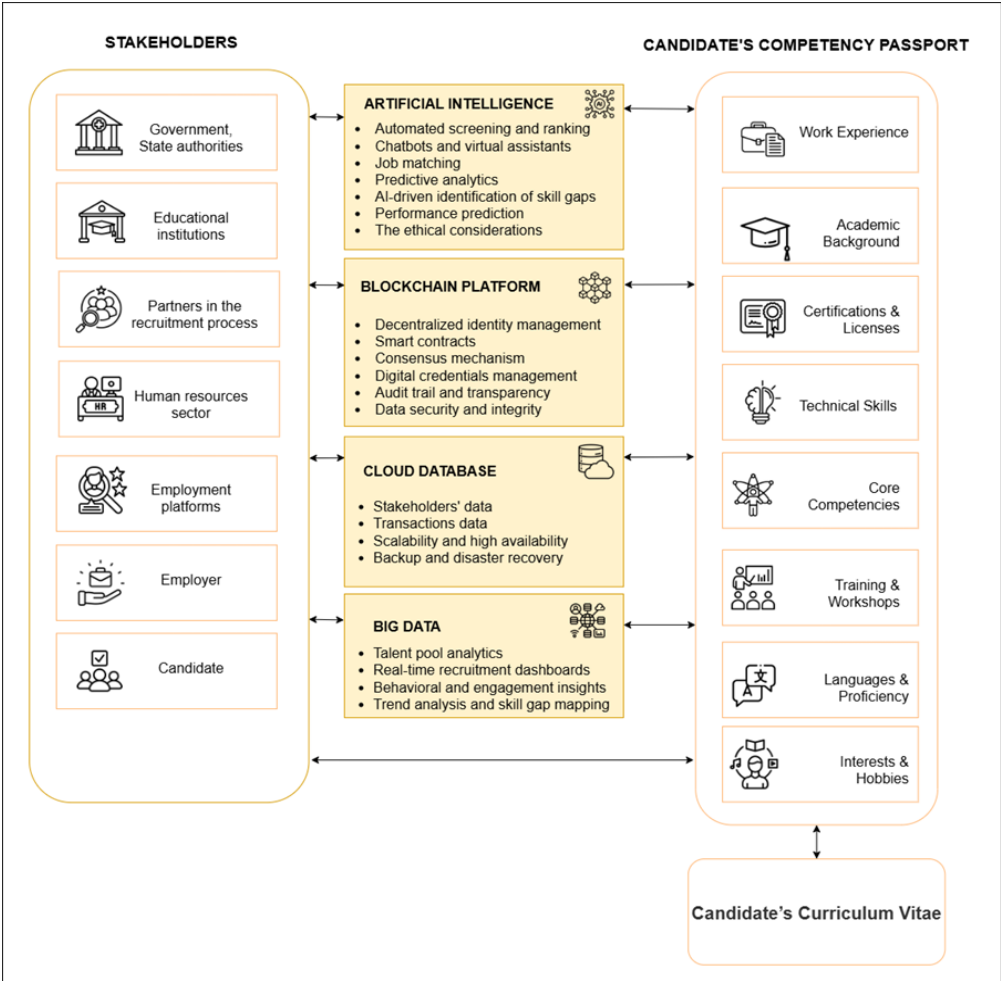 STAKEHOLDERS
Government,
State authorities
Educational
institutions
Partners in the
recruitment process
HR
Human resources
sector
Employment
platforms
Employer
Candidate
ARTIFICIAL INTELLIGENCE
AI
• Automated screening and ranking
• Chatbots and virtual assistants
• Job matching
• Predictive analytics
• AI-driven identification of skill gaps
• Performance prediction
• The ethical considerations
BLOCKCHAIN PLATFORM
• Decentralized identity management
• Smart contracts
• Consensus mechanism
• Digital credentials management
• Audit trail and transparency
• Data security and integrity
CLOUD DATABASE
• Stakeholders' data
• Transactions data
• Scalability and high availability
• Backup and disaster recovery
BIG DATA
• Talent pool analytics
• Real-time recruitment dashboards
• Behavioral and engagement insights
• Trend analysis and skill gap mapping
CANDIDATE'S COMPETENCY PASSPORT
Work Experience
Academic
Background
Certifications &
Licenses
Technical Skills
Core
Competencies
Training &
Workshops
文
A
Languages &
Proficiency
Interests &
Hobbies
Candidate’s Curriculum Vitae